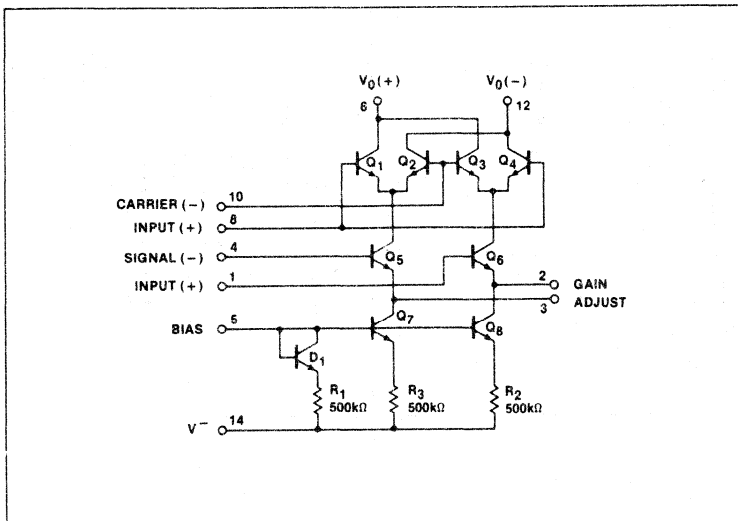 V₀(+) V₀(−)
6 12
Q₁ Q₂ Q₃ Q₄
CARRIER (−) 10
INPUT (+) 8
SIGNAL (−) 4 Q₅ Q₆
INPUT (+) 1
2 GAIN
3 ADJUST
BIAS 5 Q₇ Q₈
D₁
R₁ 500kΩ
R₃ 500kΩ
R₂ 500kΩ
V⁻ 14